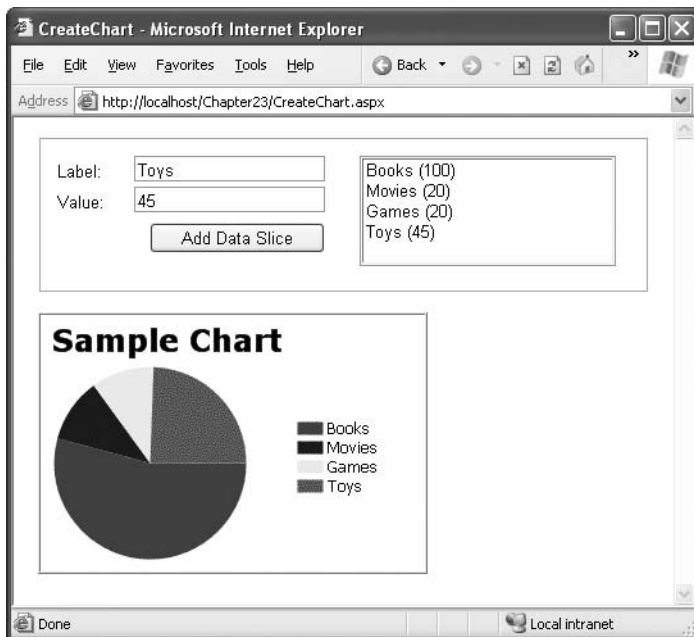 CreateChart - Microsoft Internet Explorer
File Edit View Favorites Tools Help Back »
Address http://localhost/Chapter23/CreateChart.aspx
Label: Toys
Value: 45
Add Data Slice
Books (100)
Movies (20)
Games (20)
Toys (45)
Sample Chart
Books
Movies
Games
Toys
Done Local intranet